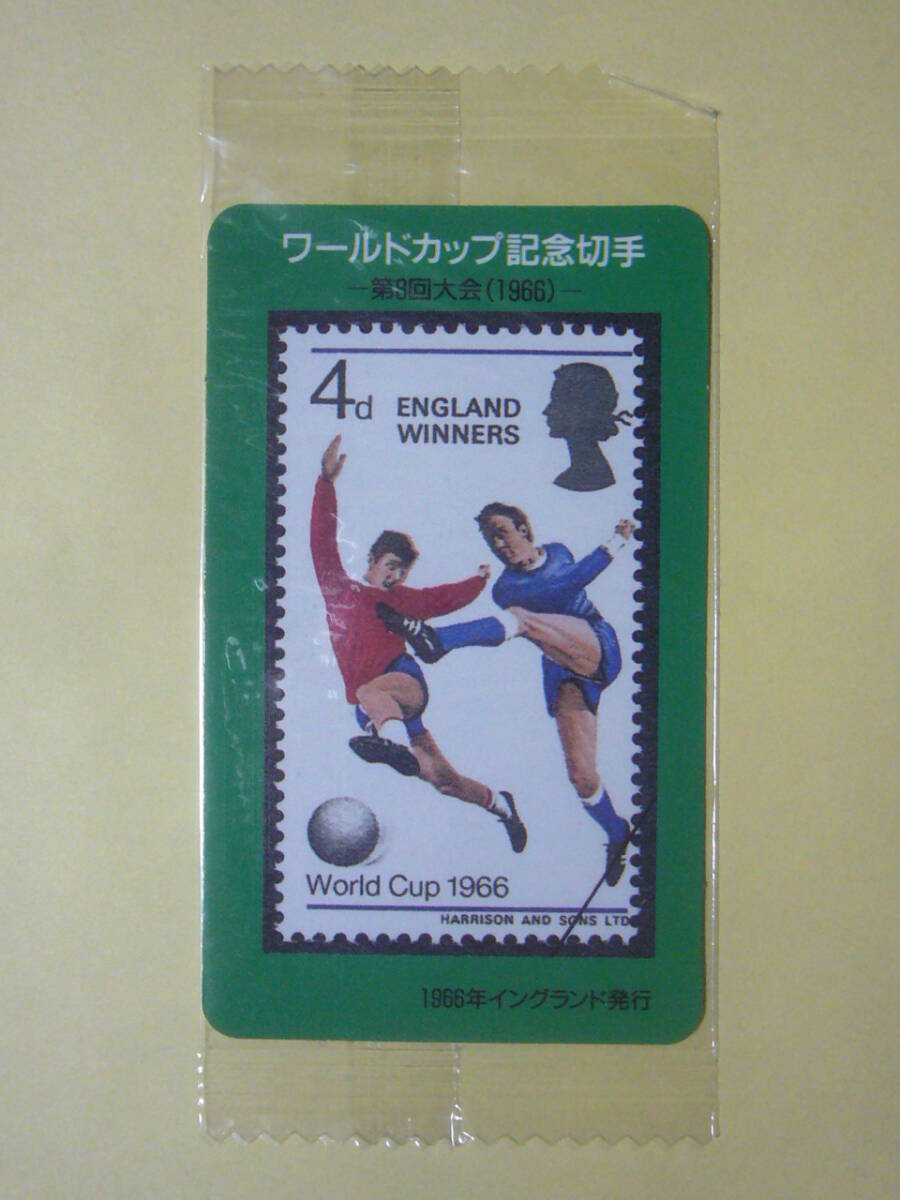 ワールドカップ記念切手
―第8回大会(1966)―
4d
ENGLAND
WINNERS
World Cup 1966
HARRISON AND SONS LTD
1966年イングランド発行